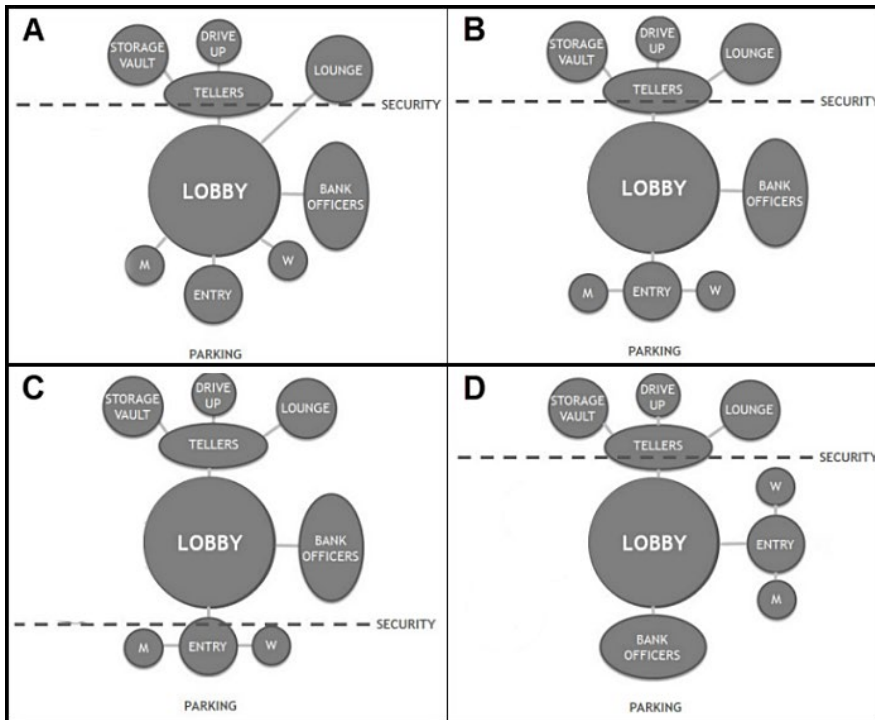 A
STORAGE
VAULT
DRIVE
UP
LOUNGE
TELLERS
SECURITY
LOBBY
BANK
OFFICERS
M
W
ENTRY
PARKING
B
STORAGE
VAULT
DRIVE
UP
LOUNGE
TELLERS
SECURITY
LOBBY
BANK
OFFICERS
M
ENTRY
W
PARKING
C
STORAGE
VAULT
DRIVE
UP
LOUNGE
TELLERS
LOBBY
BANK
OFFICERS
SECURITY
M
ENTRY
W
PARKING
D
STORAGE
VAULT
DRIVE
UP
LOUNGE
TELLERS
SECURITY
W
LOBBY
ENTRY
M
BANK
OFFICERS
PARKING